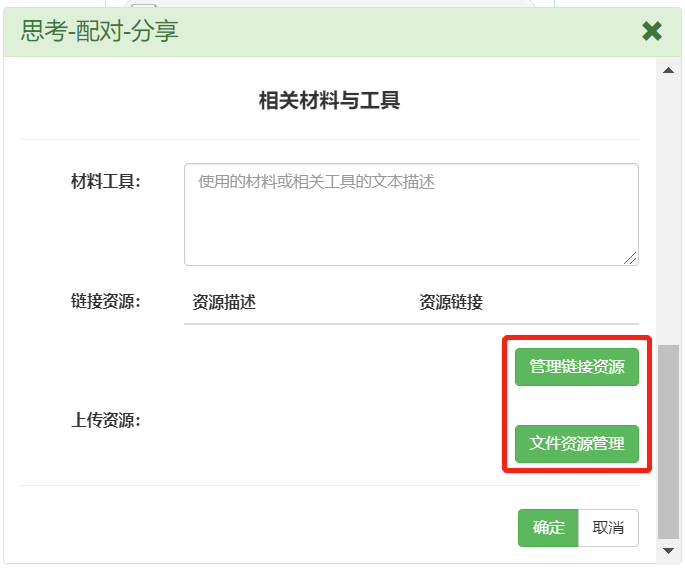 思考-配对-分享
相关材料与工具
材料工具：
使用的材料或相关工具的文本描述
链接资源：
资源描述
资源链接
管理链接资源
上传资源：
文件资源管理
确定
取消